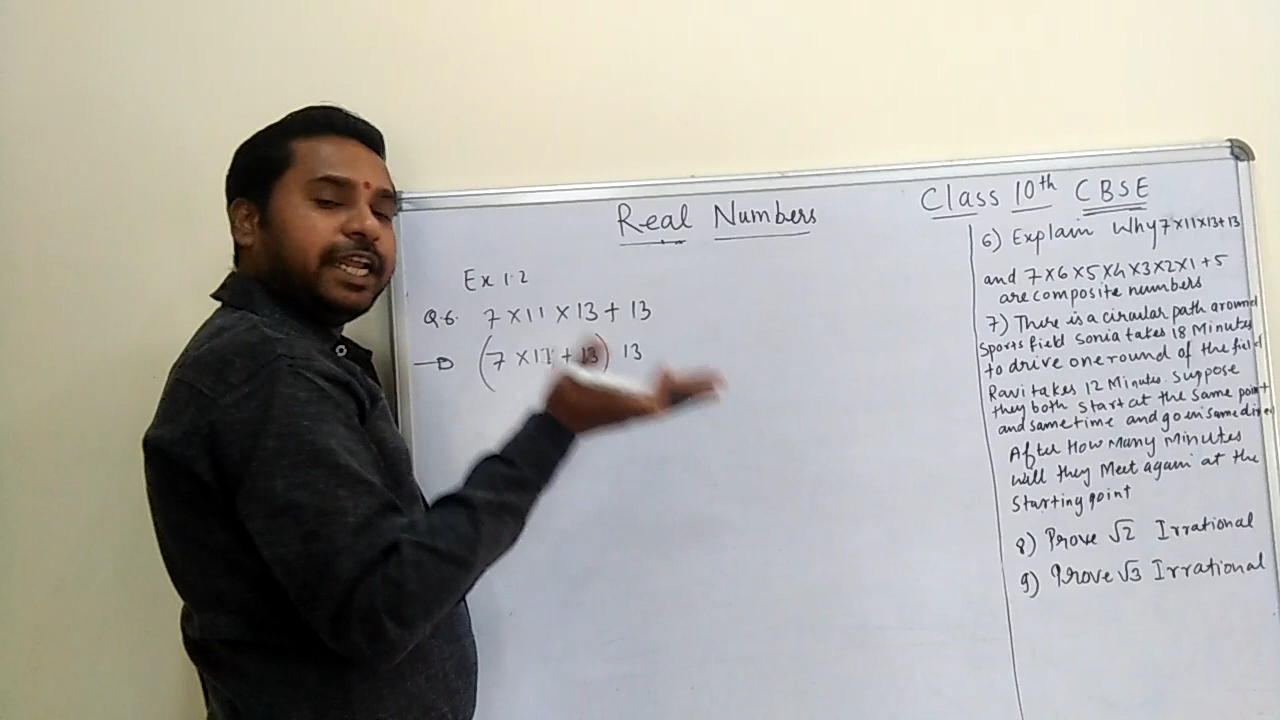 Real Numbers
Class 10th CBSE
Ex 1.2
Q.6. 7 × 11 × 13 + 13
(7 × 11 + 13) 13
6) Explain Why 7×11×13+13
and 7×6×5×4×3×2×1+5
are composite numbers
7) There is a circular path around
sports field Sonia takes 18 Minutes
to drive one round of the field
Ravi takes 12 Minutes. Suppose
they both start at the same point
and same time and go in same direc
After How Many Minutes
will they Meet again at the
Starting point
8) Prove √2 Irrational
9) Prove √3 Irrational